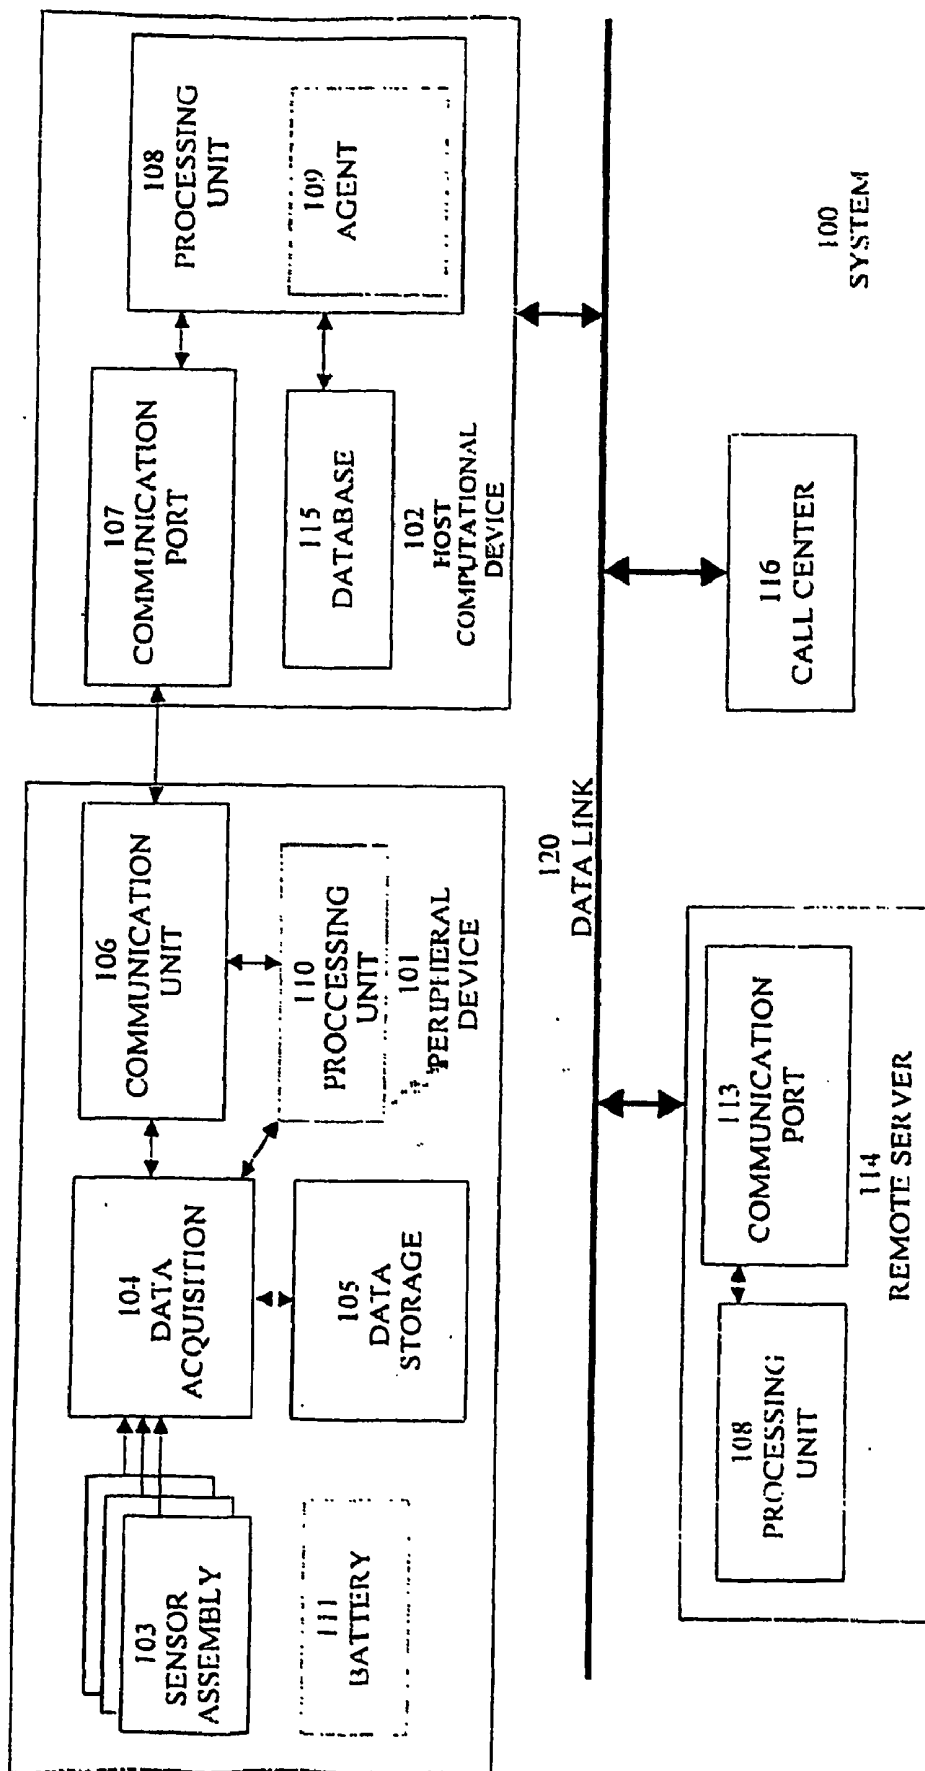 103
SENSOR
ASSEMBLY
104
DATA
ACQUISITION
106
COMMUNICATION
UNIT
107
COMMUNICATION
PORT
108
PROCESSING
UNIT
109
AGENT
111
BATTERY
105
DATA
STORAGE
110
PROCCESSING
UNIT
101
PERIPHERAL
DEVICE
115
DATABASE
102
HOST
COMPUTATIONAL
DEVICE
120
DATA LINK
108
PROCESSING
UNIT
113
COMMUNICATION
PORT
114
REMOTE SERVER
116
CALL CENTER
100
SYSTEM